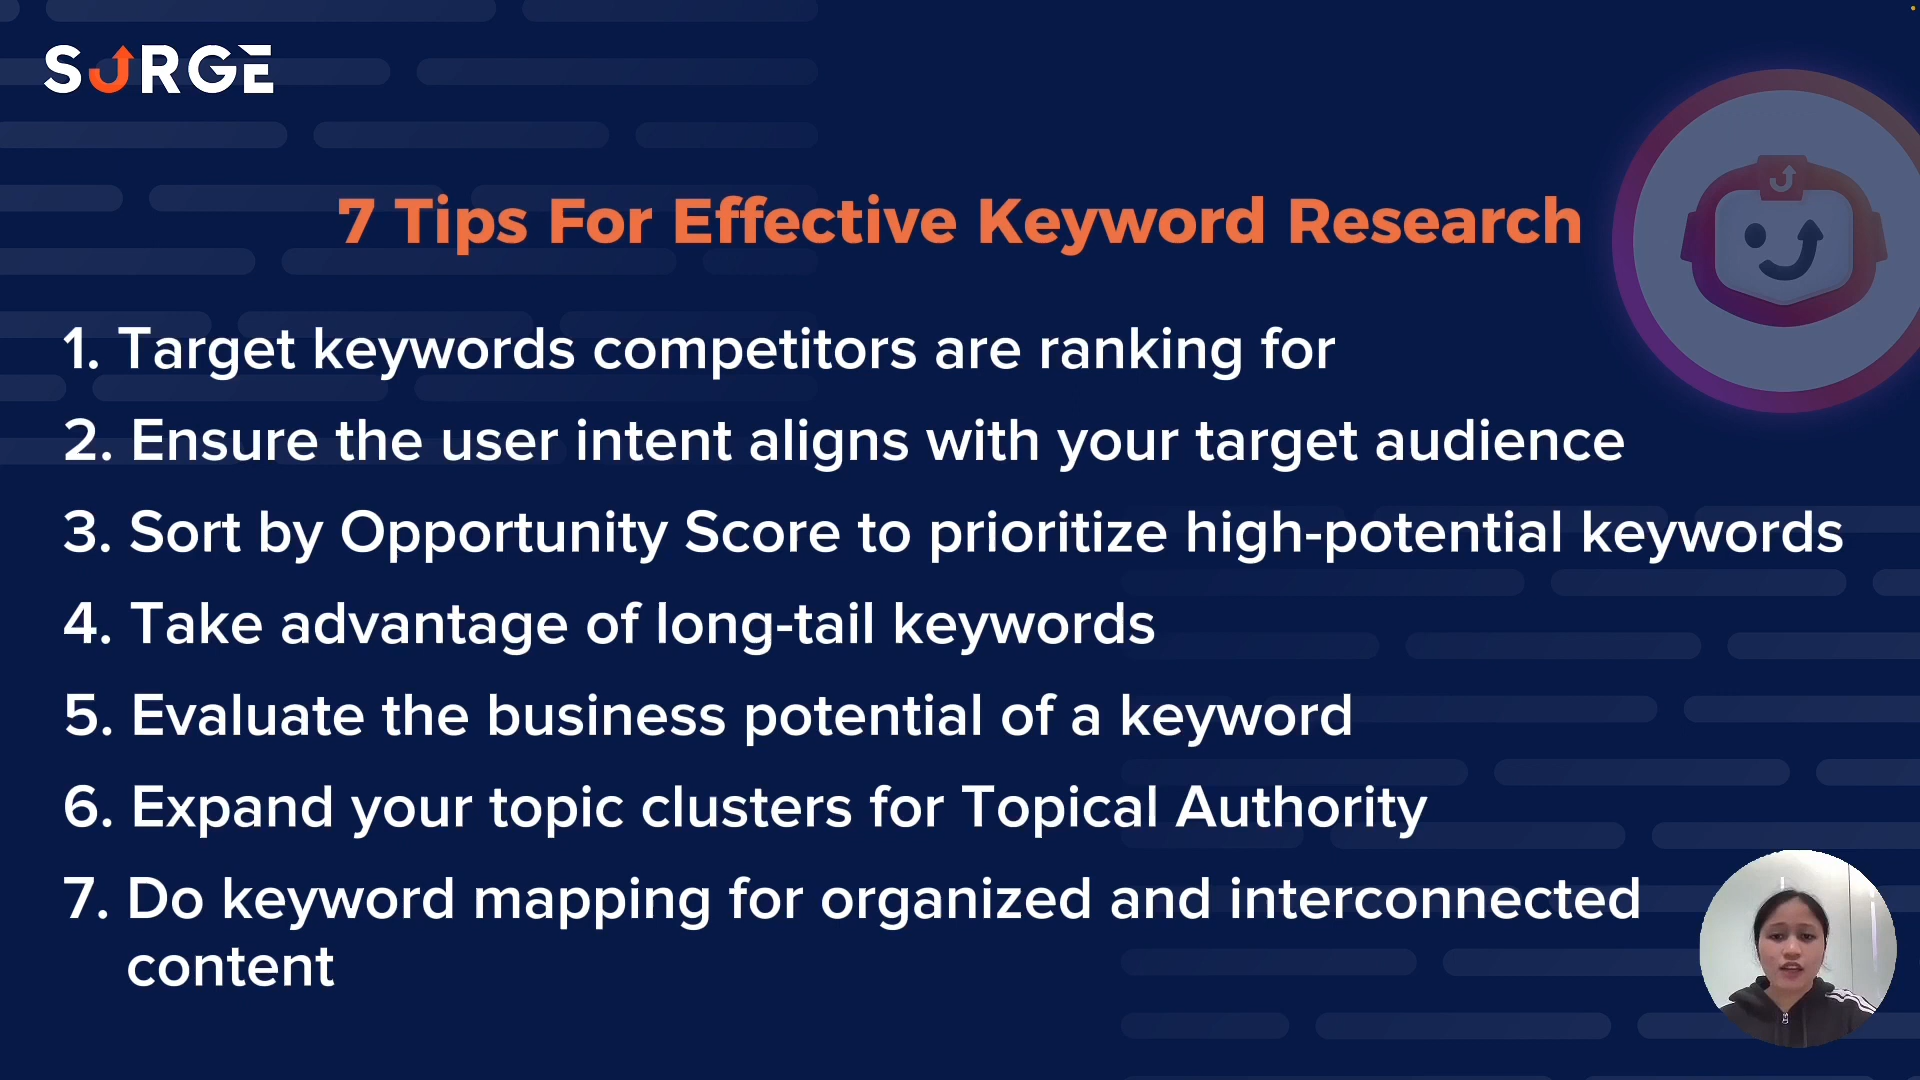 SURGE
7 Tips For Effective Keyword Research
1. Target keywords competitors are ranking for
2. Ensure the user intent aligns with your target audience
3. Sort by Opportunity Score to prioritize high-potential keywords
4. Take advantage of long-tail keywords
5. Evaluate the business potential of a keyword
6. Expand your topic clusters for Topical Authority
7. Do keyword mapping for organized and interconnected
content